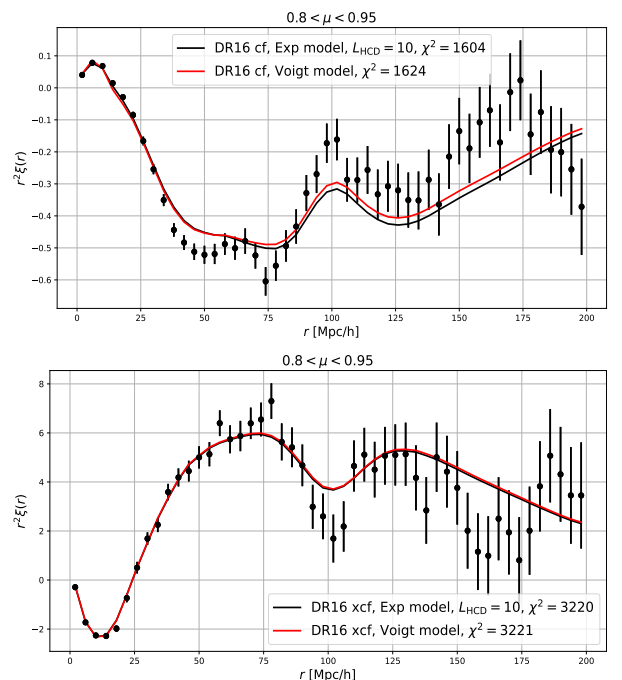 0.8 < μ < 0.95
DR16 cf, Exp model, L_HCD = 10, χ² = 1604
DR16 cf, Voigt model, χ² = 1624
r²ξ(r)
0.1
0.0
−0.1
−0.2
−0.3
−0.4
−0.5
−0.6
0 25 50 75 100 125 150 175 200
r [Mpc/h]
0.8 < μ < 0.95
r²ξ(r)
8
6
4
2
0
−2
DR16 xcf, Exp model, L_HCD = 10, χ² = 3220
DR16 xcf, Voigt model, χ² = 3221
0 25 50 75 100 125 150 175 200
r [Mpc/h]